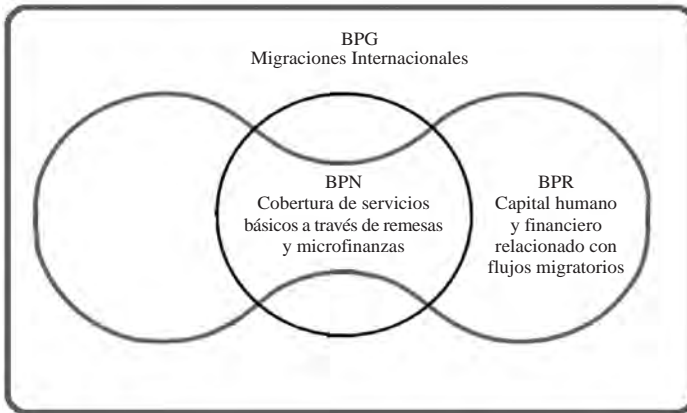 BPG
Migraciones Internacionales
BPN
Cobertura de servicios
básicos a través de remesas
y microfinanzas
BPR
Capital humano
y financiero
relacionado con
flujos migratorios